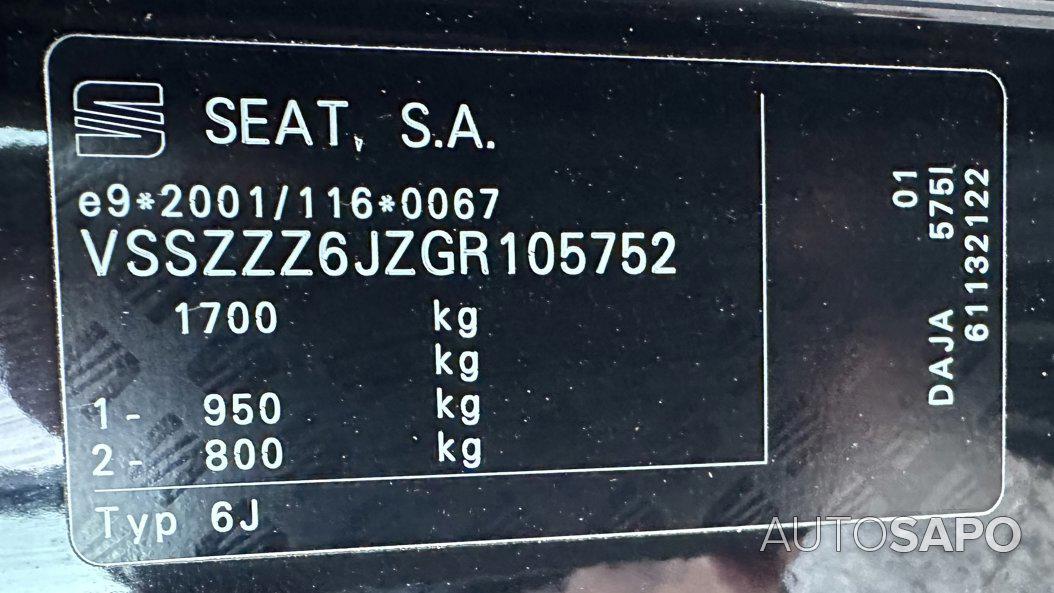 SEAT, S.A.
e9*2001/116*0067
VSSZZZ6JZGR105752
1700 kg
kg
1- 950 kg
2- 800 kg
Typ 6J
01
DAJA 575I
61132122
AUTOSAPO